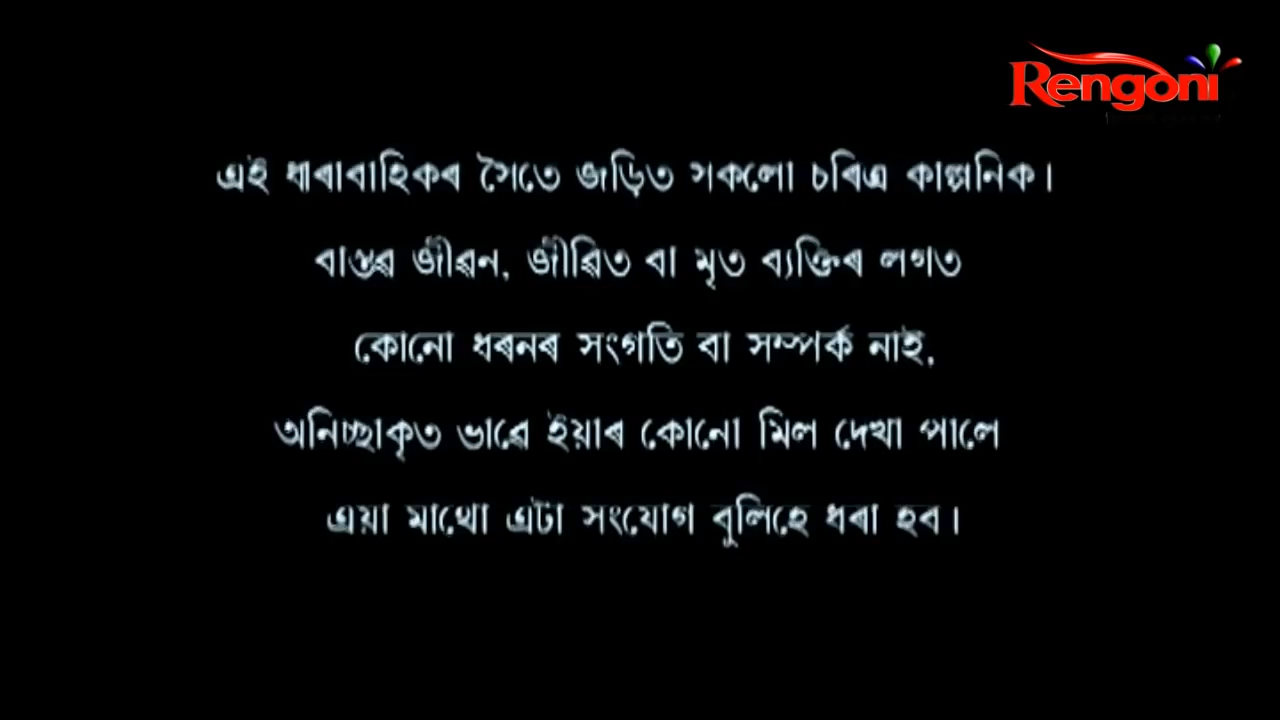 Rengoni
এই ধাৰাবাহিকৰ সৈতে জড়িত সকলো চৰিত্ৰ কাল্পনিক।
বাস্তৱ জীৱন, জীৱিত বা মৃত ব্যক্তিৰ লগত
কোনো ধৰনৰ সংগতি বা সম্পৰ্ক নাই,
অনিচ্ছাকৃত ভাৱে ইয়াৰ কোনো মিল দেখা পালে
এয়া মাথো এটা সংযোগ বুলিহে ধৰা হব।